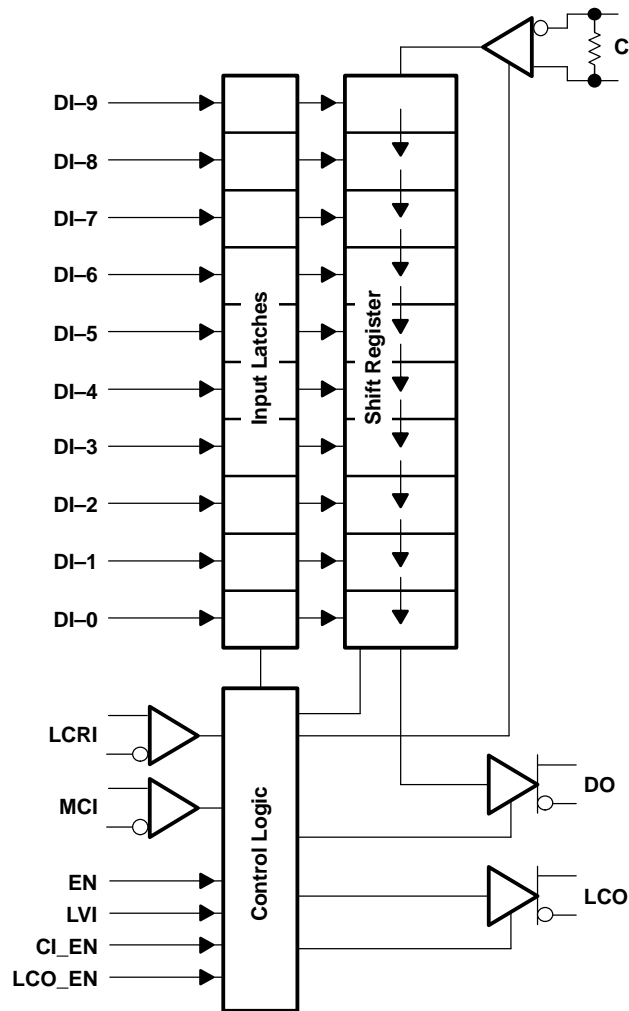 C
DI–9
DI–8
DI–7
DI–6
DI–5
DI–4
DI–3
DI–2
DI–1
DI–0
Input Latches
Shift Register
LCRI
MCI
EN
LVI
CI_EN
LCO_EN
Control Logic
DO
LCO